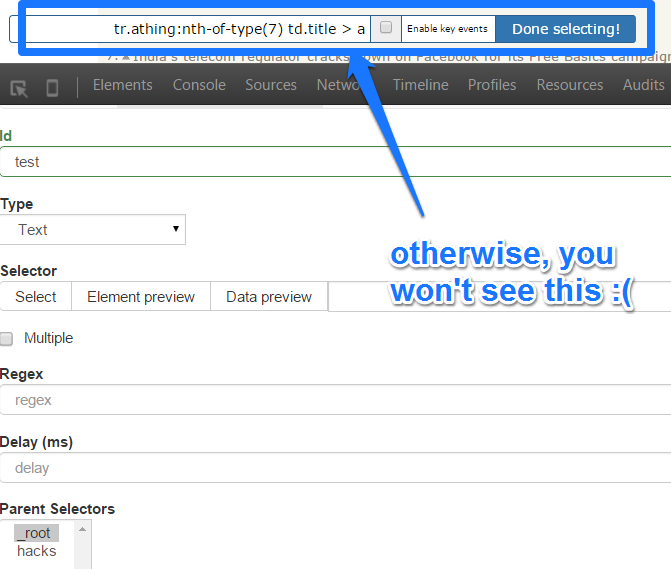 tr.athing:nth-of-type(7) td.title > a Enable key events Done selecting!
7. India's telecom regulator cracks down on Facebook for its Free Basics campaign
Elements Console Sources Network Timeline Profiles Resources Audits
Id
test
Type
Text
otherwise, you
won't see this :(
Selector
Select Element preview Data preview
Multiple
Regex
regex
Delay (ms)
delay
Parent Selectors
_root
hacks